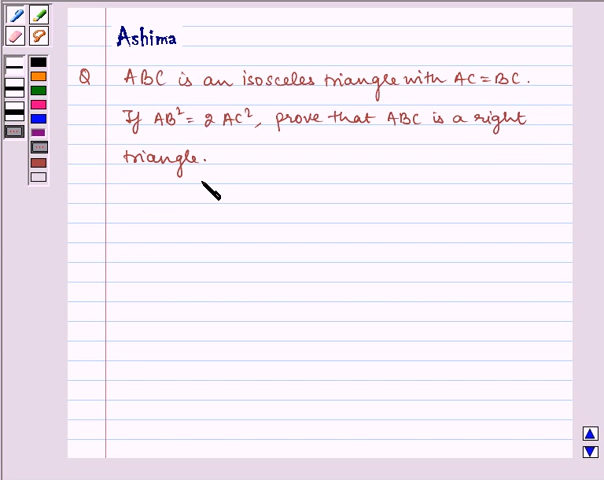 Ashima
Q ABC is an isosceles triangle with AC = BC.
If AB² = 2 AC², prove that ABC is a right
triangle.